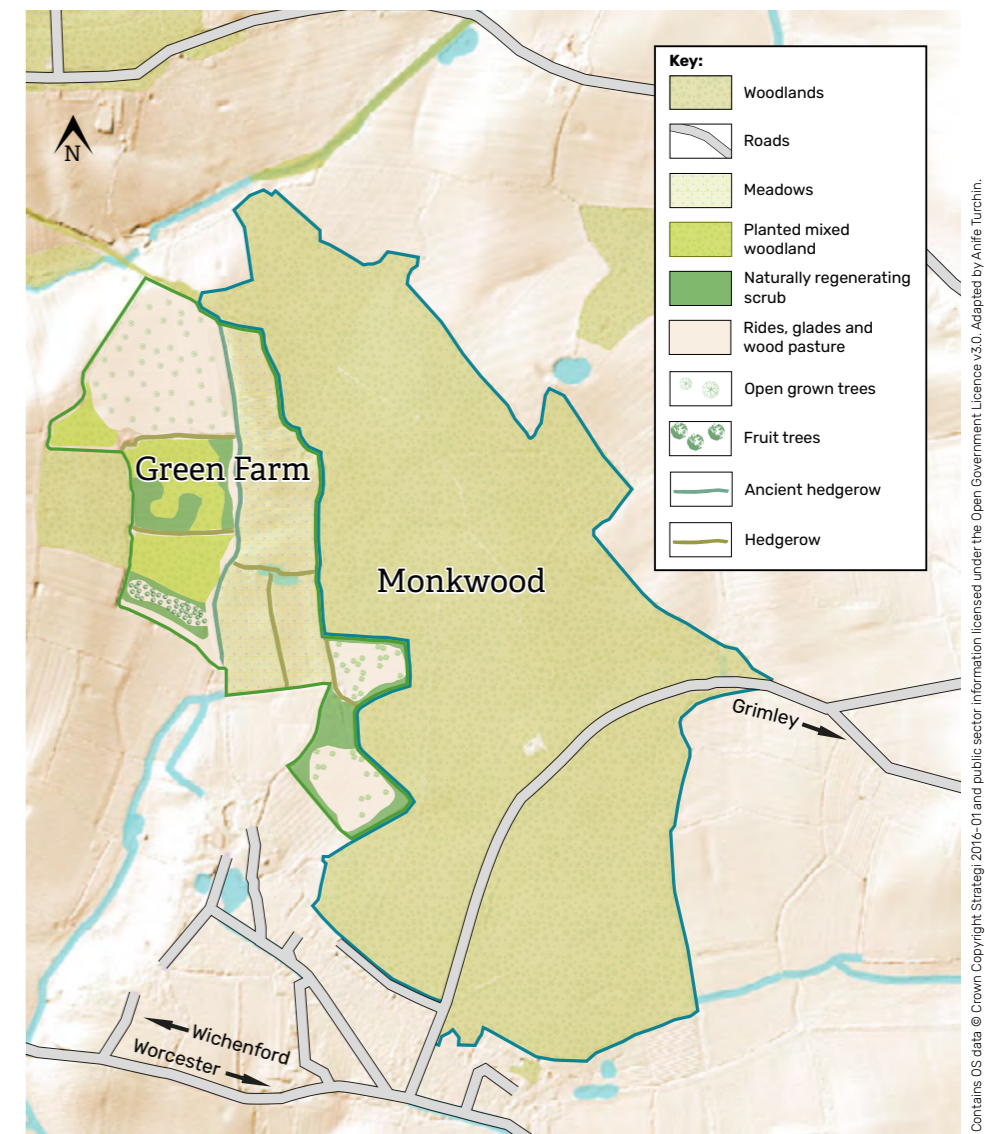 Key:
Woodlands
Roads
Meadows
Planted mixed
woodland
Naturally regenerating
scrub
Rides, glades and
wood pasture
Open grown trees
Fruit trees
Ancient hedgerow
Hedgerow
N
Green Farm
Monkwood
Grimley
Wichenford
Worcester
Contains OS data © Crown Copyright Strategi 2016-01 and public sector information licensed under the Open Government Licence v3.0. Adapted by Anife Turchin.